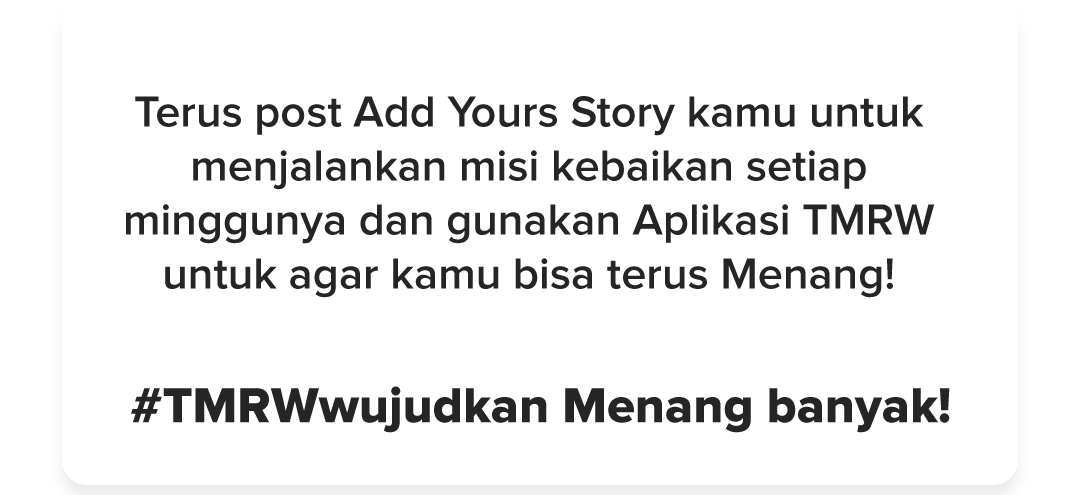 Terus post Add Yours Story kamu untuk
menjalankan misi kebaikan setiap
minggunya dan gunakan Aplikasi TMRW
untuk agar kamu bisa terus Menang!
#TMRWwujudkan Menang banyak!